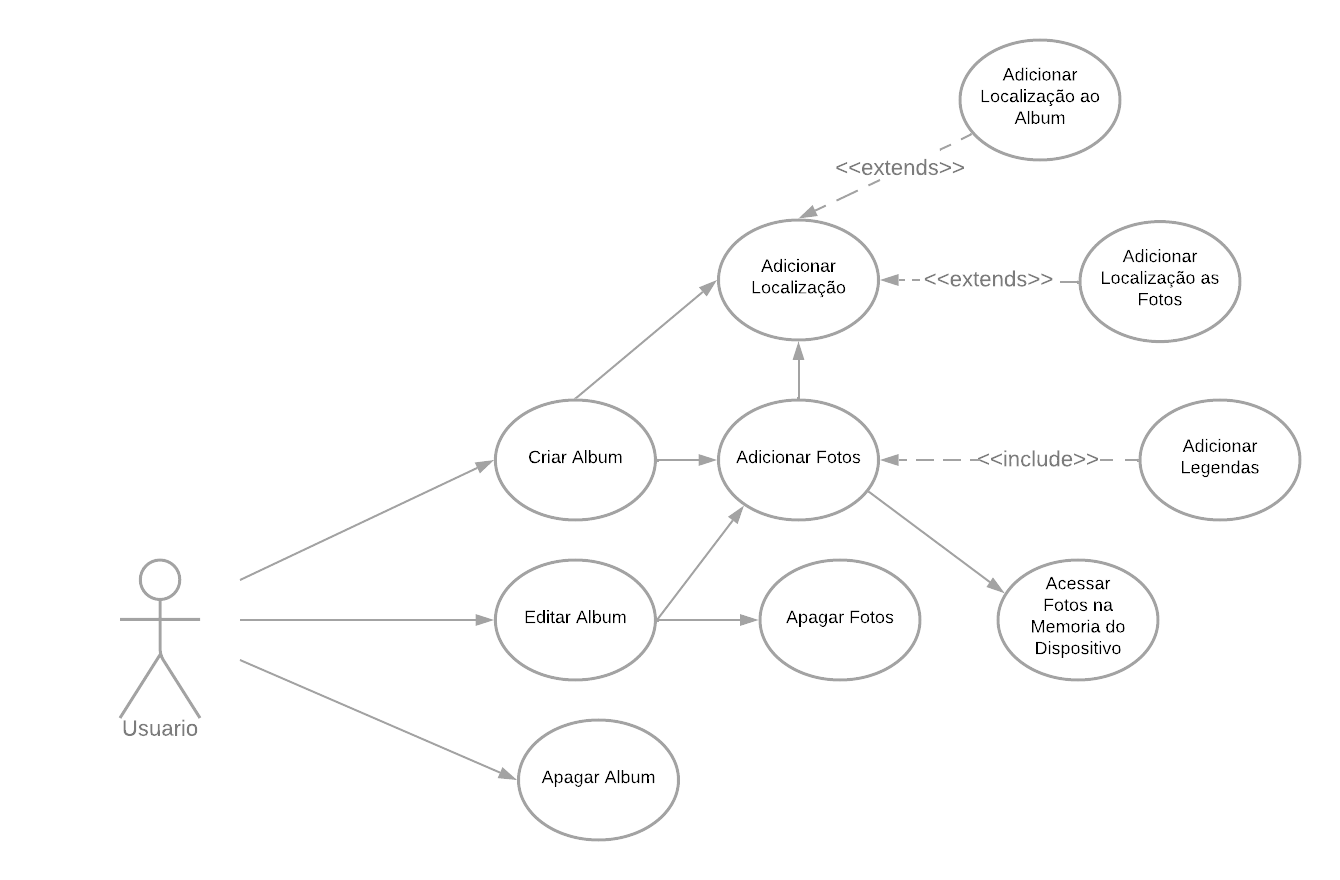 Adicionar
Localização ao
Album
<<extends>>
Adicionar
Localização
<<extends>>
Adicionar
Localização as
Fotos
Criar Album
Adicionar Fotos
<<include>>
Adicionar
Legendas
Editar Album
Apagar Fotos
Acessar
Fotos na
Memoria do
Dispositivo
Usuario
Apagar Album